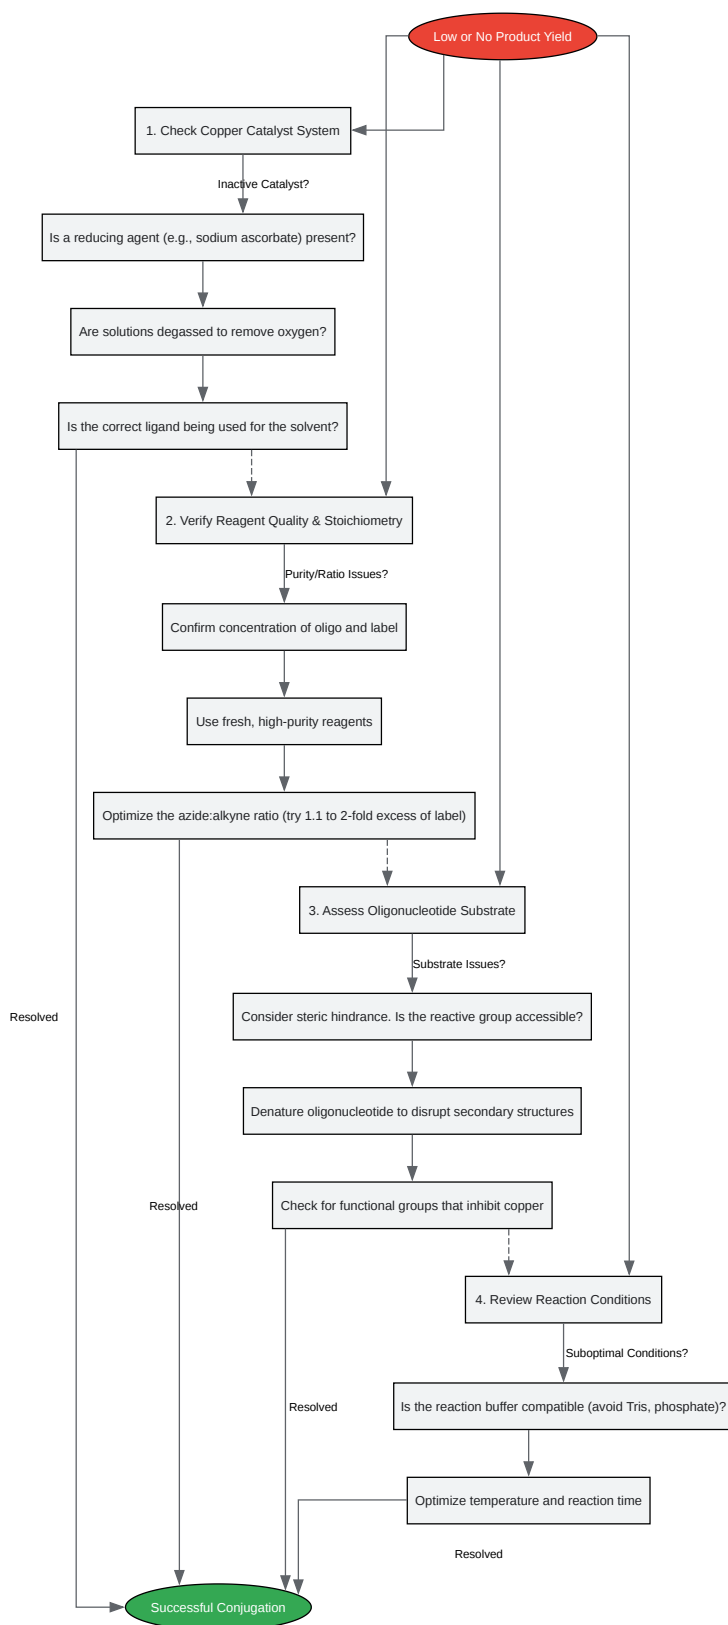 Low or No Product Yield
1. Check Copper Catalyst System
Inactive Catalyst?
Is a reducing agent (e.g., sodium ascorbate) present?
Are solutions degassed to remove oxygen?
Is the correct ligand being used for the solvent?
2. Verify Reagent Quality & Stoichiometry
Purity/Ratio Issues?
Confirm concentration of oligo and label
Use fresh, high-purity reagents
Optimize the azide:alkyne ratio (try 1.1 to 2-fold excess of label)
3. Assess Oligonucleotide Substrate
Substrate Issues?
Resolved
Consider steric hindrance. Is the reactive group accessible?
Denature oligonucleotide to disrupt secondary structures
Resolved
Check for functional groups that inhibit copper
4. Review Reaction Conditions
Suboptimal Conditions?
Resolved
Is the reaction buffer compatible (avoid Tris, phosphate)?
Optimize temperature and reaction time
Resolved
Successful Conjugation